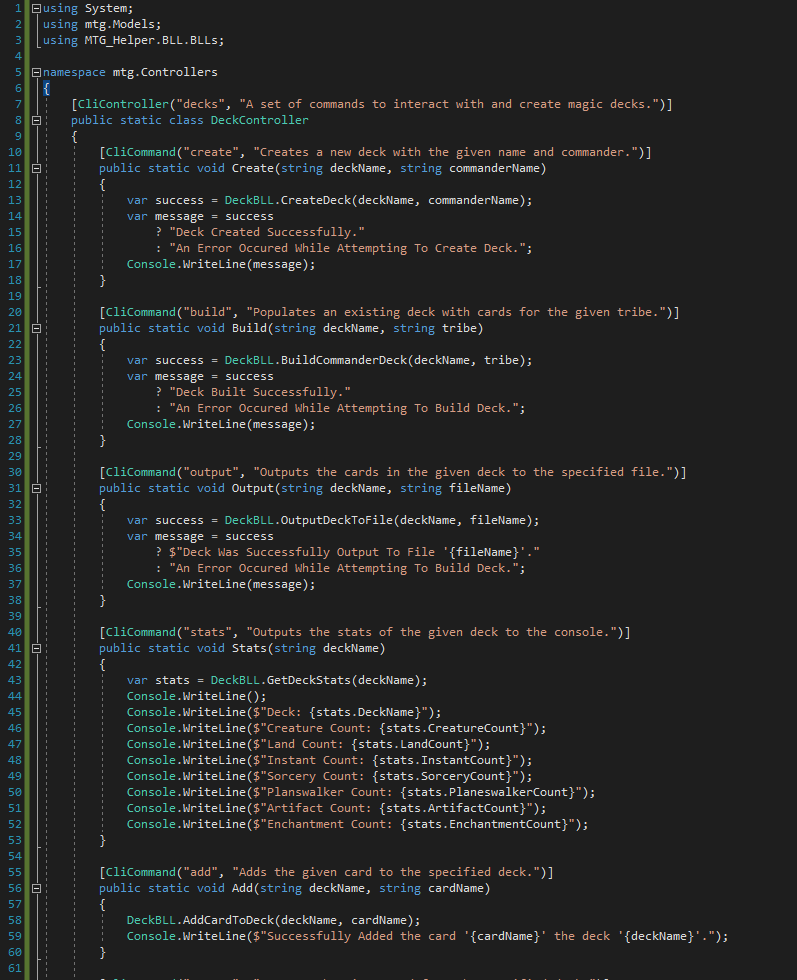 1 using System;
2 using mtg.Models;
3 using MTG_Helper.BLL.BLLs;
4
5 namespace mtg.Controllers
6 {
7 [CliController("decks", "A set of commands to interact with and create magic decks.")]
8 public static class DeckController
9 {
10 [CliCommand("create", "Creates a new deck with the given name and commander.")]
11 public static void Create(string deckName, string commanderName)
12 {
13 var success = DeckBLL.CreateDeck(deckName, commanderName);
14 var message = success
15 ? "Deck Created Successfully."
16 : "An Error Occured While Attempting To Create Deck.";
17 Console.WriteLine(message);
18 }
19
20 [CliCommand("build", "Populates an existing deck with cards for the given tribe.")]
21 public static void Build(string deckName, string tribe)
22 {
23 var success = DeckBLL.BuildCommanderDeck(deckName, tribe);
24 var message = success
25 ? "Deck Built Successfully."
26 : "An Error Occured While Attempting To Build Deck.";
27 Console.WriteLine(message);
28 }
29
30 [CliCommand("output", "Outputs the cards in the given deck to the specified file.")]
31 public static void Output(string deckName, string fileName)
32 {
33 var success = DeckBLL.OutputDeckToFile(deckName, fileName);
34 var message = success
35 ? $"Deck Was Successfully Output To File '{fileName}'."
36 : "An Error Occured While Attempting To Build Deck.";
37 Console.WriteLine(message);
38 }
39
40 [CliCommand("stats", "Outputs the stats of the given deck to the console.")]
41 public static void Stats(string deckName)
42 {
43 var stats = DeckBLL.GetDeckStats(deckName);
44 Console.WriteLine();
45 Console.WriteLine($"Deck: {stats.DeckName}");
46 Console.WriteLine($"Creature Count: {stats.CreatureCount}");
47 Console.WriteLine($"Land Count: {stats.LandCount}");
48 Console.WriteLine($"Instant Count: {stats.InstantCount}");
49 Console.WriteLine($"Sorcery Count: {stats.SorceryCount}");
50 Console.WriteLine($"Planswalker Count: {stats.PlaneswalkerCount}");
51 Console.WriteLine($"Artifact Count: {stats.ArtifactCount}");
52 Console.WriteLine($"Enchantment Count: {stats.EnchantmentCount}");
53 }
54
55 [CliCommand("add", "Adds the given card to the specified deck.")]
56 public static void Add(string deckName, string cardName)
57 {
58 DeckBLL.AddCardToDeck(deckName, cardName);
59 Console.WriteLine($"Successfully Added the card '{cardName}' the deck '{deckName}'.");
60 }
61